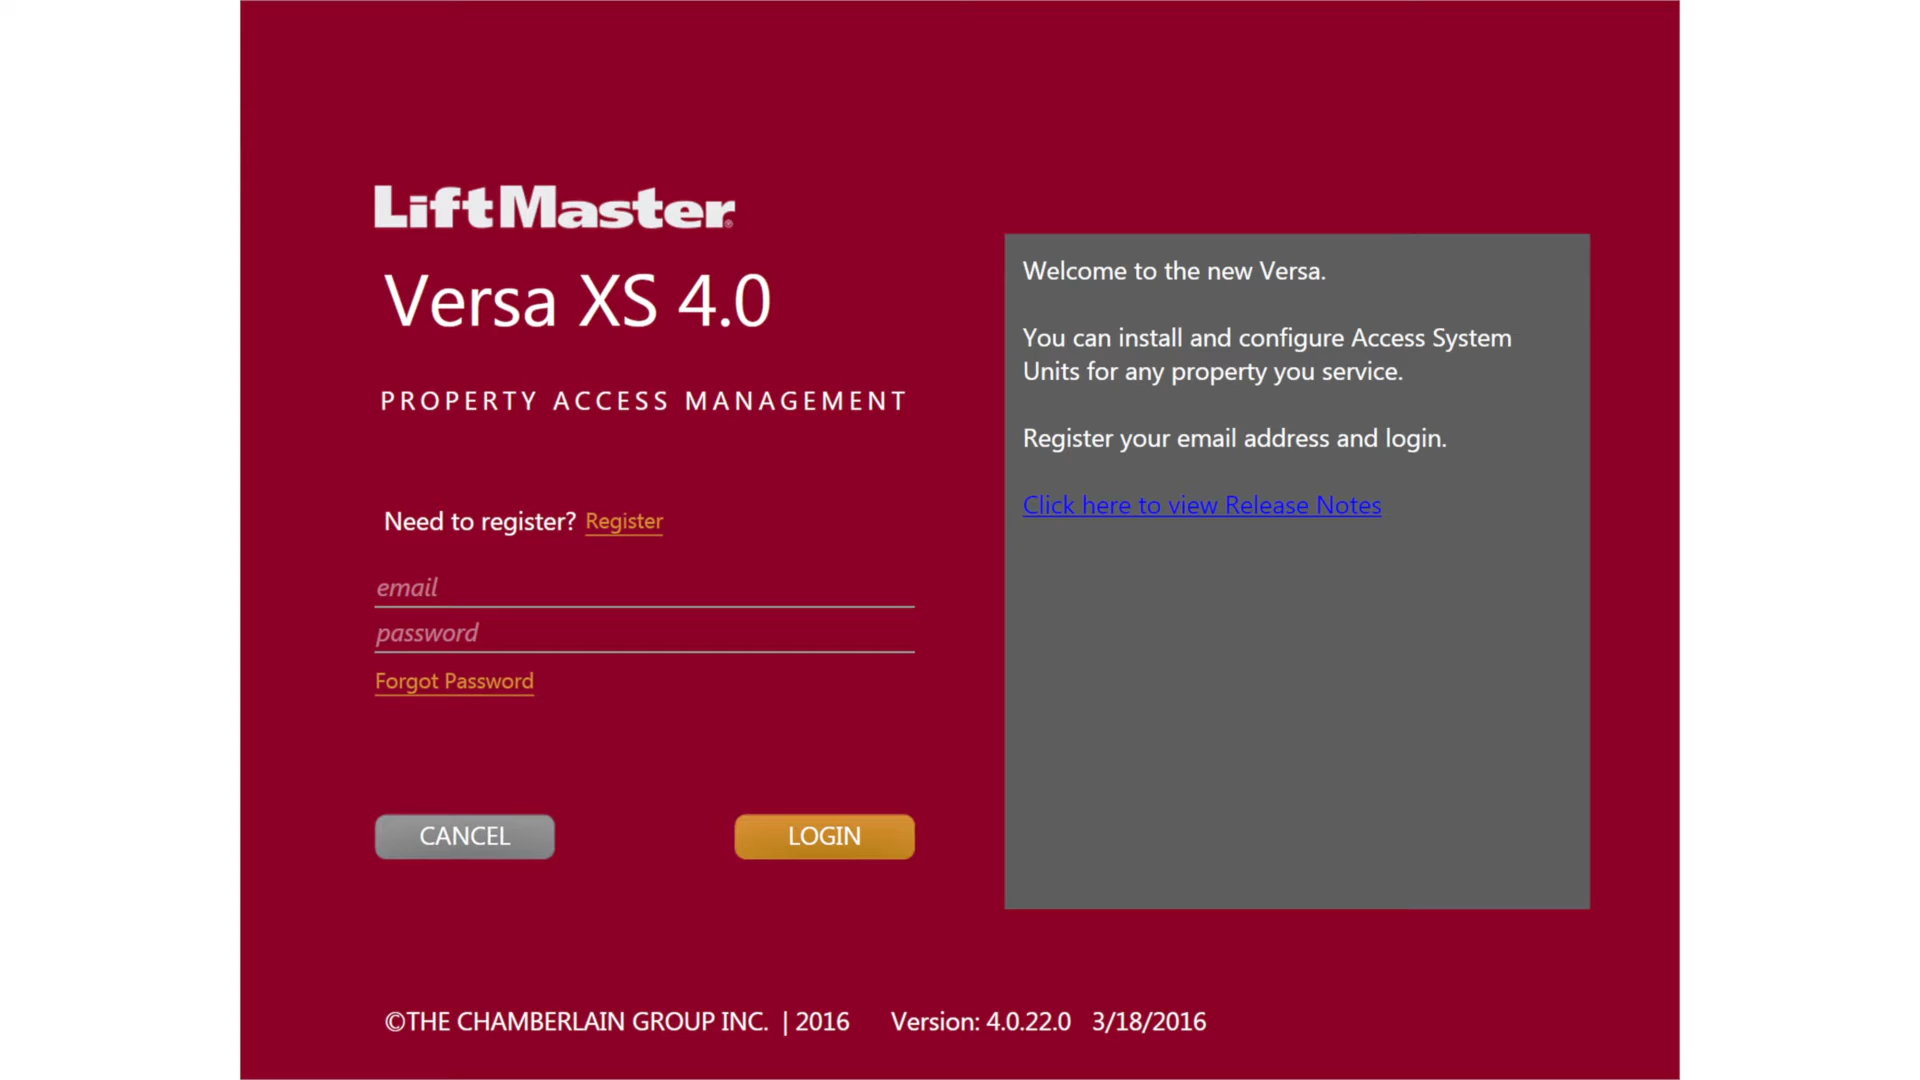 LiftMaster®
Versa XS 4.0
PROPERTY ACCESS MANAGEMENT
Need to register? Register
email
password
Forgot Password
CANCEL
LOGIN
Welcome to the new Versa.
You can install and configure Access System
Units for any property you service.
Register your email address and login.
Click here to view Release Notes
©THE CHAMBERLAIN GROUP INC. | 2016 Version: 4.0.22.0 3/18/2016